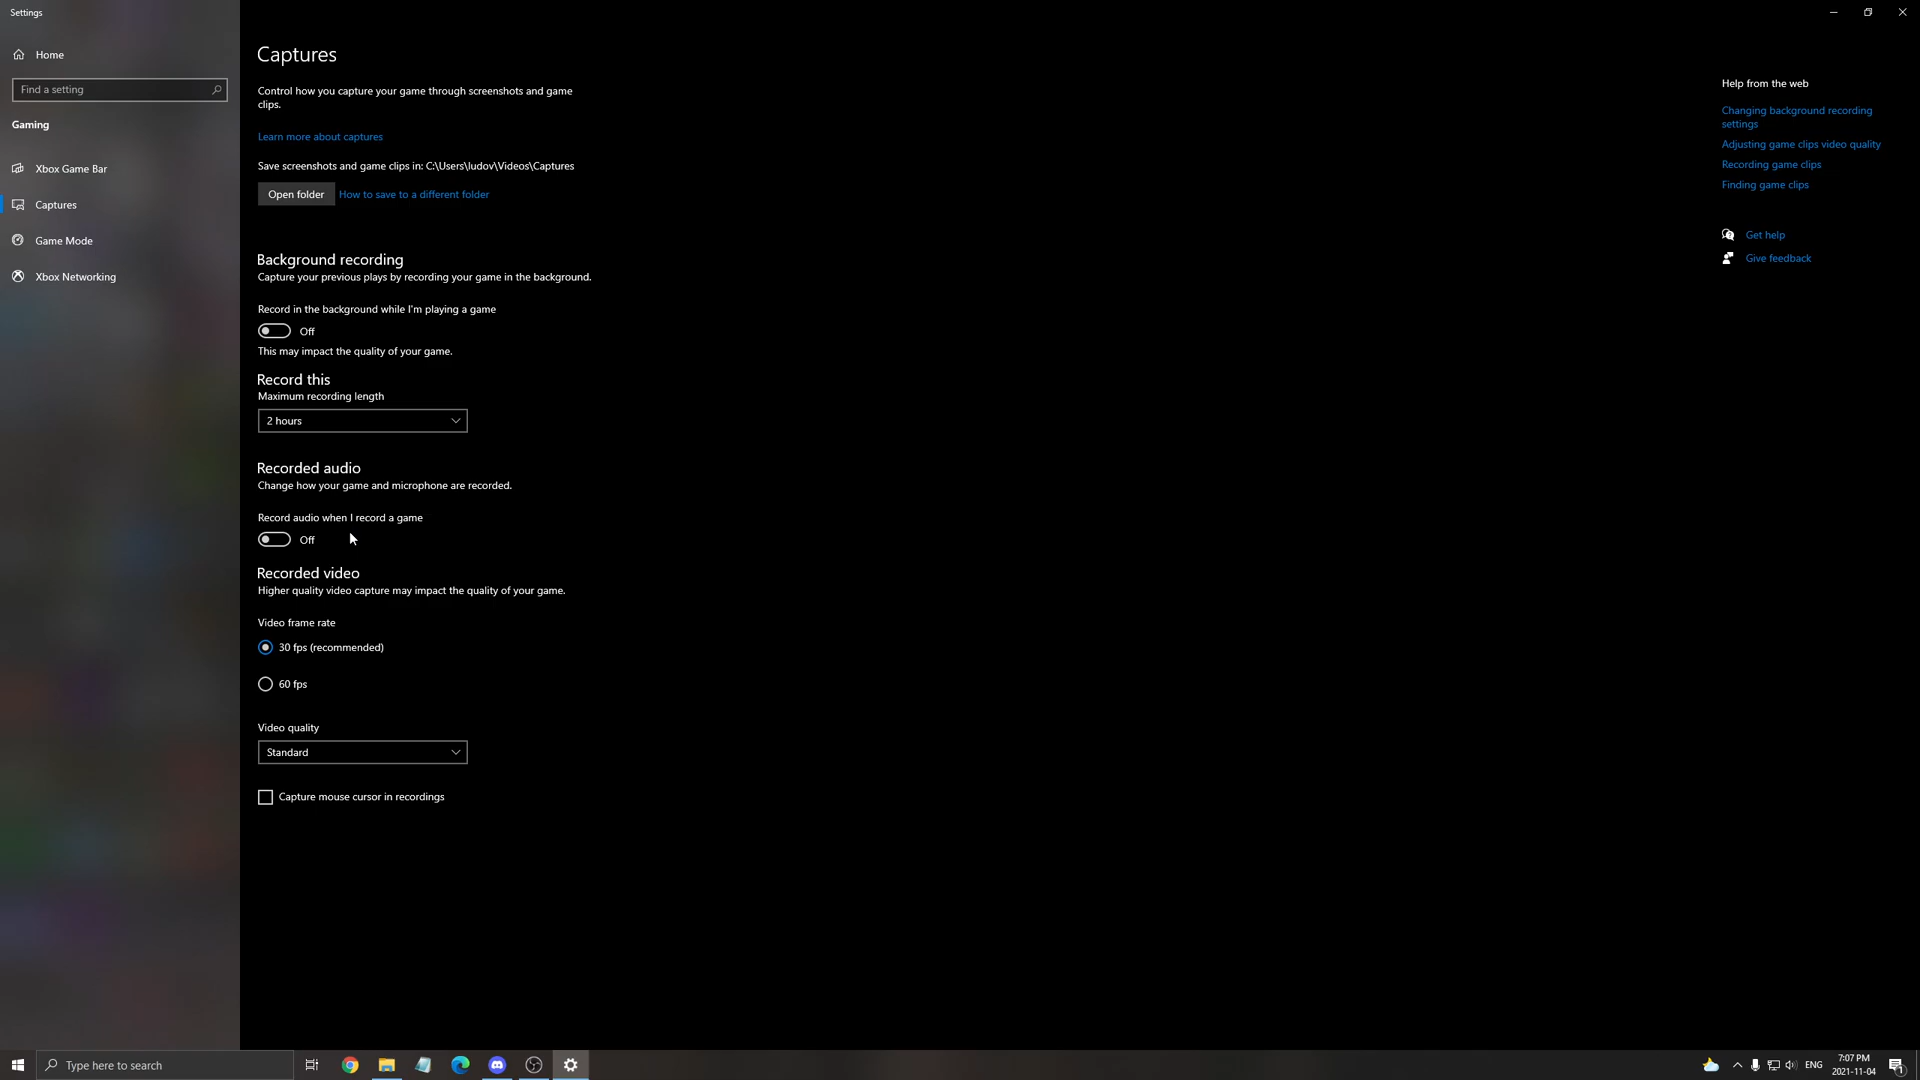 Settings
Home
Find a setting
Gaming
Xbox Game Bar
Captures
Game Mode
Xbox Networking
Captures
Control how you capture your game through screenshots and game
clips.
Learn more about captures
Save screenshots and game clips in: C:\Users\ludov\Videos\Captures
Open folder
How to save to a different folder
Background recording
Capture your previous plays by recording your game in the background.
Record in the background while I'm playing a game
Off
This may impact the quality of your game.
Record this
Maximum recording length
2 hours
Recorded audio
Change how your game and microphone are recorded.
Record audio when I record a game
Off
Recorded video
Higher quality video capture may impact the quality of your game.
Video frame rate
30 fps (recommended)
60 fps
Video quality
Standard
Capture mouse cursor in recordings
Help from the web
Changing background recording
settings
Adjusting game clips video quality
Recording game clips
Finding game clips
Get help
Give feedback
Type here to search
ENG
7:07 PM
2021-11-04
1